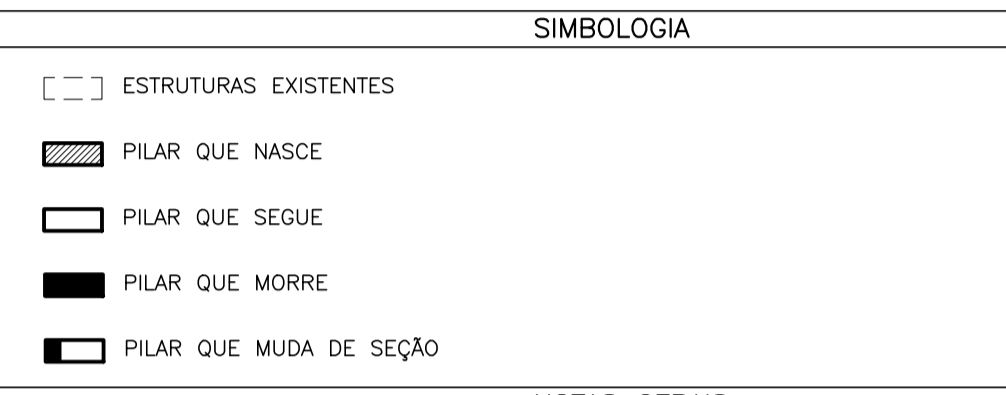 SIMBOLOGIA
ESTRUTURAS EXISTENTES
PILAR QUE NASCE
PILAR QUE SEGUE
PILAR QUE MORRE
PILAR QUE MUDA DE SEÇÃO